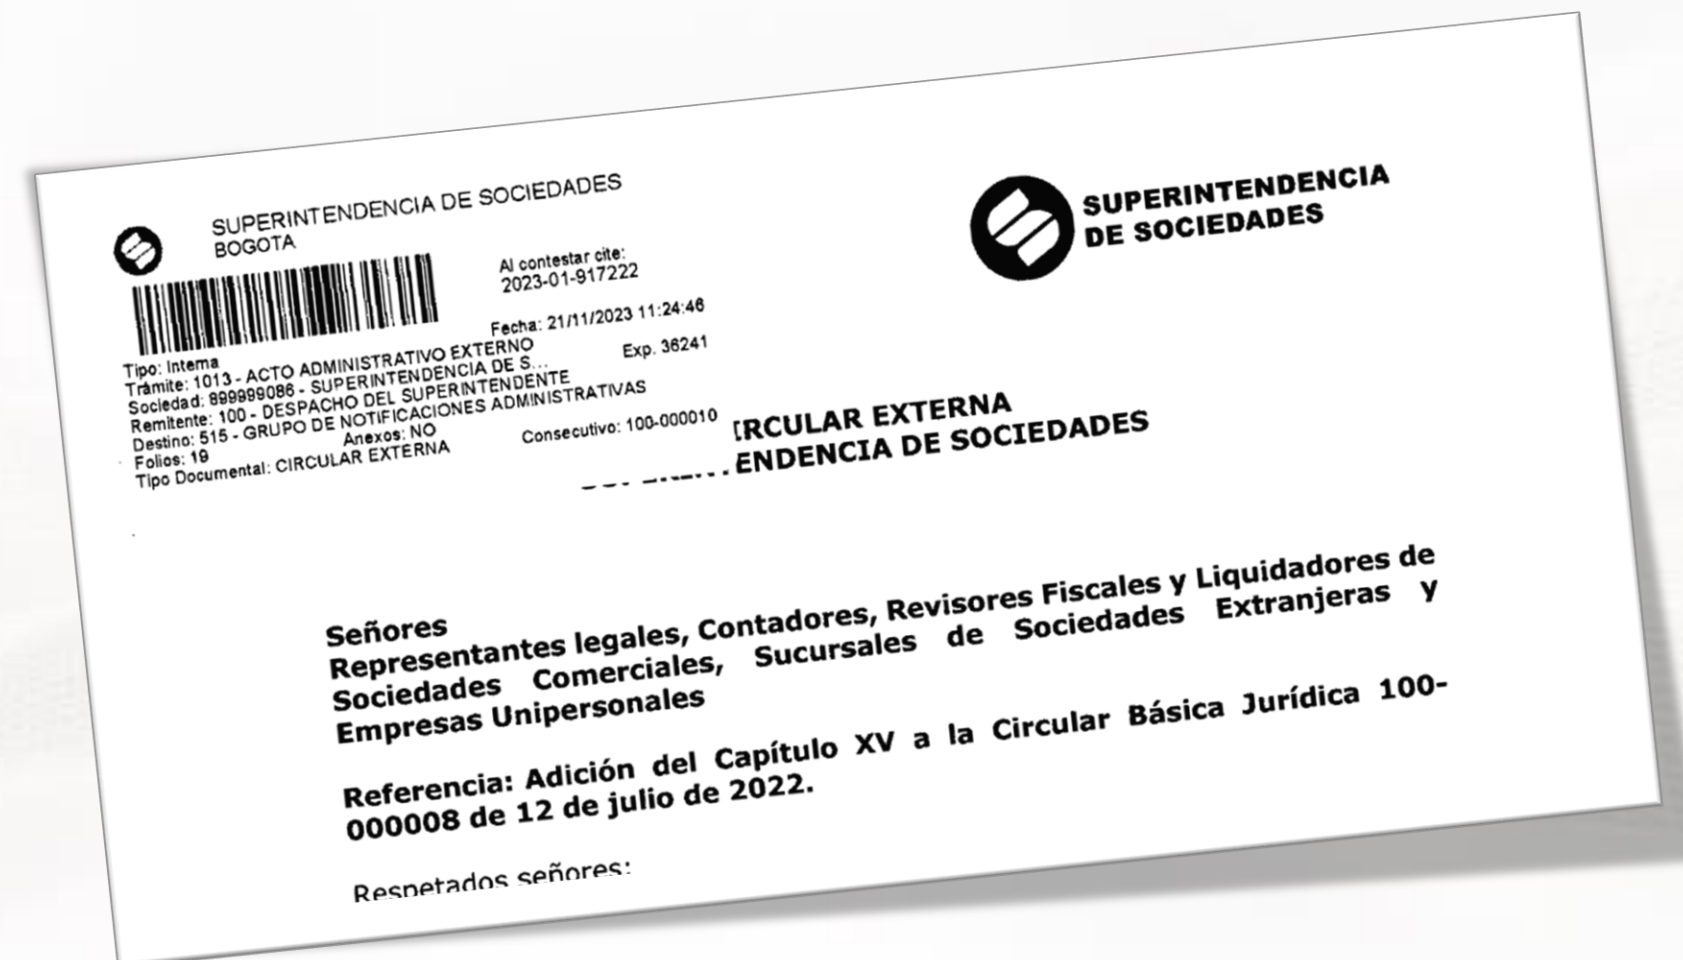 SUPERINTENDENCIA DE SOCIEDADES
BOGOTA
Al contestar cite:
2023-01-917222
Fecha: 21/11/2023 11:24:46
Tipo: Interna
Trámite: 1013 - ACTO ADMINISTRATIVO EXTERNO
Sociedad: 899999086 - SUPERINTENDENCIA DE S... Exp. 36241
Remitente: 100 - DESPACHO DEL SUPERINTENDENTE
Destino: 515 - GRUPO DE NOTIFICACIONES ADMINISTRATIVAS
Folios: 19 Anexos: NO
Tipo Documental: CIRCULAR EXTERNA Consecutivo: 100-000010
SUPERINTENDENCIA
DE SOCIEDADES
IRCULAR EXTERNA
ENDENCIA DE SOCIEDADES
Señores
Representantes legales, Contadores, Revisores Fiscales y Liquidadores de
Sociedades Comerciales, Sucursales de Sociedades Extranjeras y
Empresas Unipersonales
Referencia: Adición del Capítulo XV a la Circular Básica Jurídica 100-
000008 de 12 de julio de 2022.
Respetados señores: